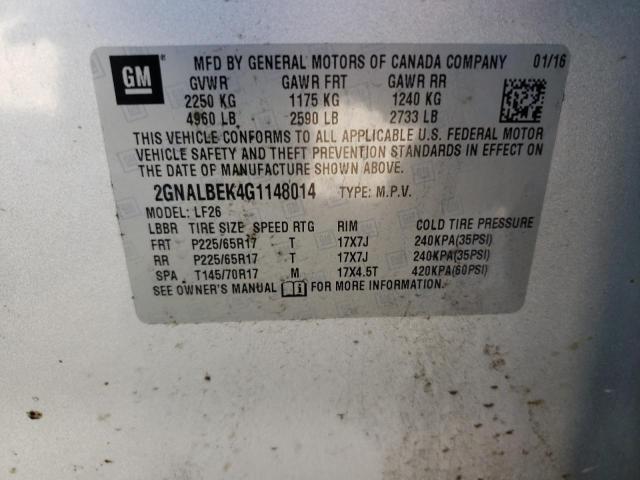 GM
MFD BY GENERAL MOTORS OF CANADA COMPANY 01/16
GVWR GAWR FRT GAWR RR
2250 KG 1175 KG 1240 KG
4960 LB 2590 LB 2733 LB
THIS VEHICLE CONFORMS TO ALL APPLICABLE U.S. FEDERAL MOTOR
VEHICLE SAFETY AND THEFT PREVENTION STANDARDS IN EFFECT ON
THE DATE OF MANUFACTURE SHOWN ABOVE.
2GNALBEK4G1148014 TYPE: M.P.V.
MODEL: LF26
LBBR TIRE SIZE SPEED RTG RIM COLD TIRE PRESSURE
FRT P225/65R17 T 17X7J 240KPA(35PSI)
RR P225/65R17 T 17X7J 240KPA(35PSI)
SPA T145/70R17 M 17X4.5T 420KPA(60PSI)
SEE OWNER'S MANUAL FOR MORE INFORMATION.